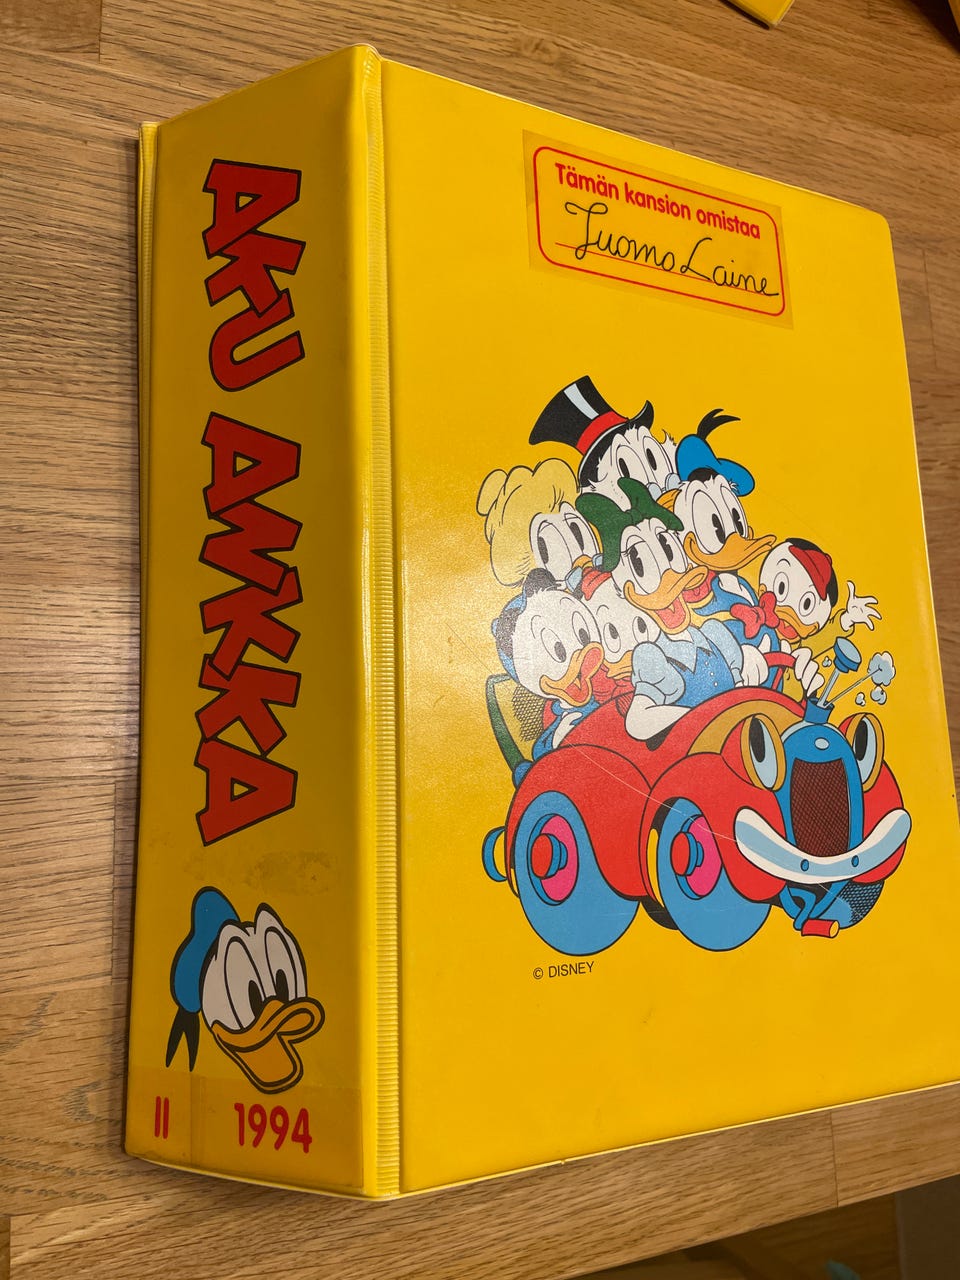 AKU ANKKA
II 1994
Tämän kansion omistaa
Tuomo Laine
© DISNEY